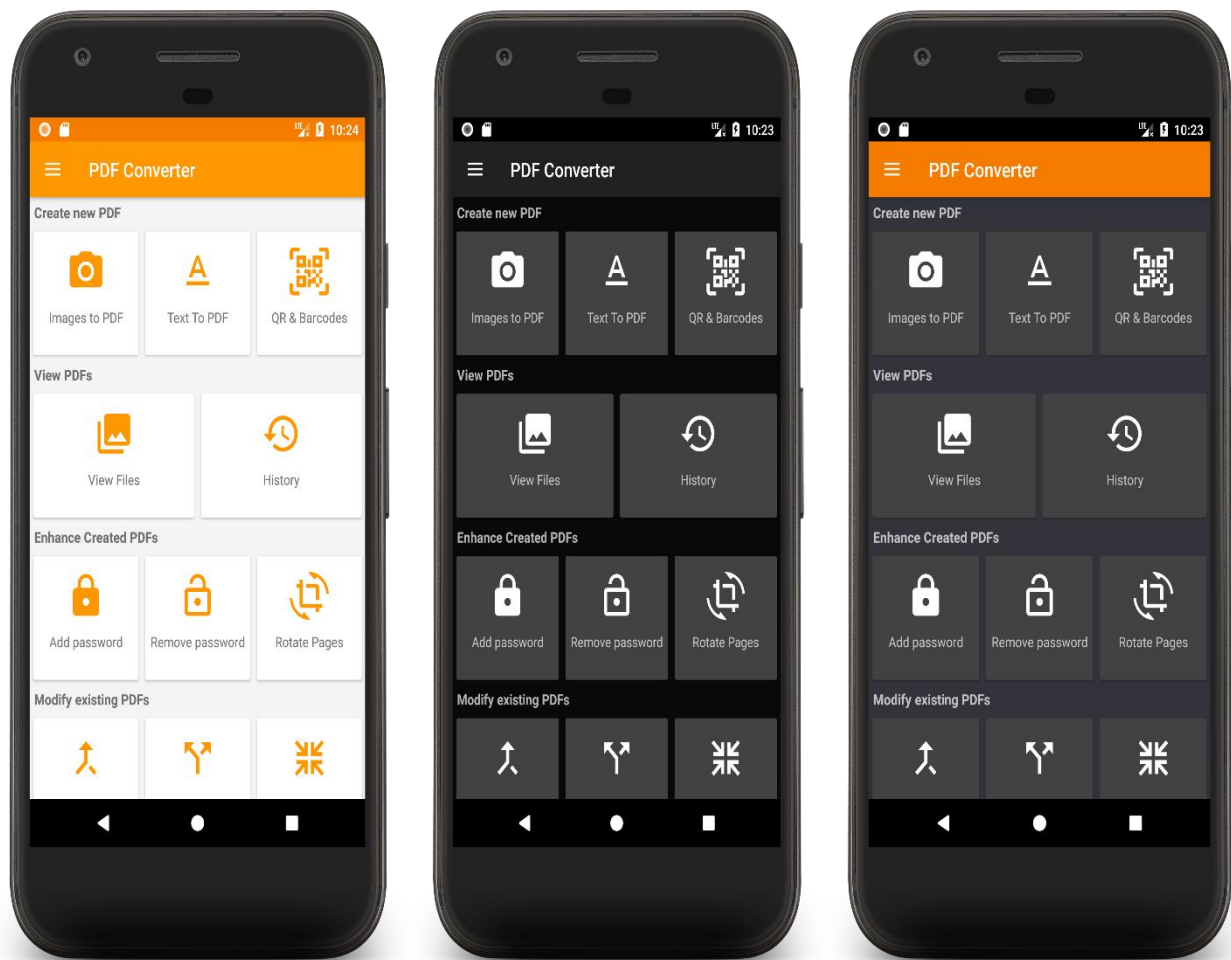 LTE 10:24
PDF Converter
Create new PDF
Images to PDF
Text To PDF
QR & Barcodes
View PDFs
View Files
History
Enhance Created PDFs
Add password
Remove password
Rotate Pages
Modify existing PDFs
LTE 10:23
PDF Converter
Create new PDF
Images to PDF
Text To PDF
QR & Barcodes
View PDFs
View Files
History
Enhance Created PDFs
Add password
Remove password
Rotate Pages
Modify existing PDFs
LTE 10:23
PDF Converter
Create new PDF
Images to PDF
Text To PDF
QR & Barcodes
View PDFs
View Files
History
Enhance Created PDFs
Add password
Remove password
Rotate Pages
Modify existing PDFs